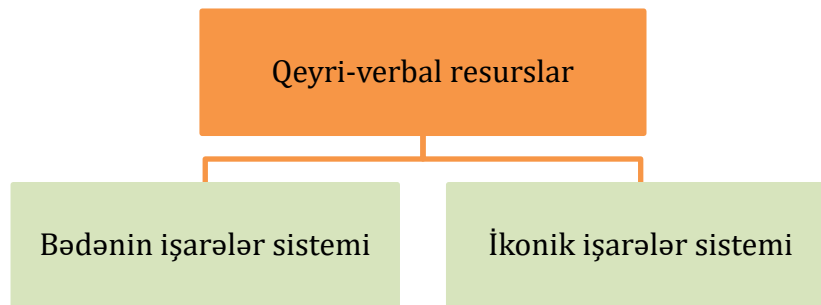 Qeyri-verbal resurslar
Bədənin işarələr sistemi
İkonik işarələr sistemi